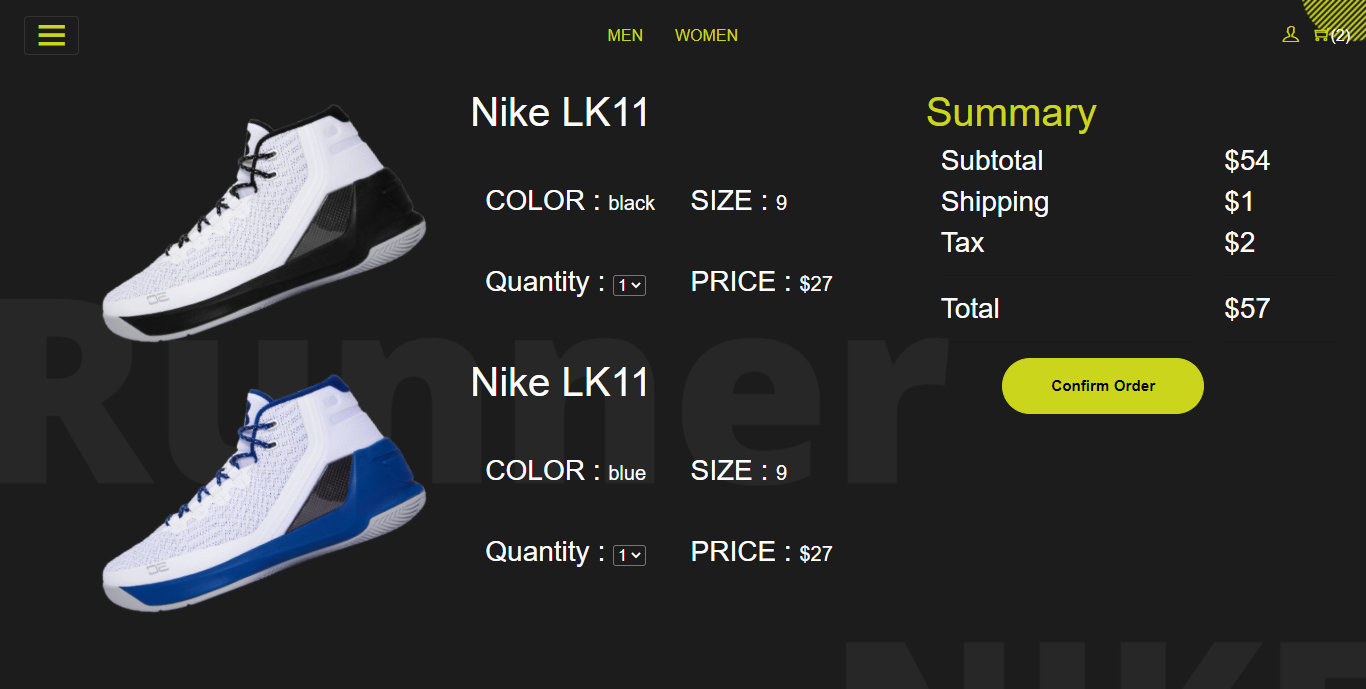 MEN WOMEN (2)
Nike LK11
COLOR : black SIZE : 9
Quantity : 1 PRICE : $27
Nike LK11
COLOR : blue SIZE : 9
Quantity : 1 PRICE : $27
Summary
Subtotal $54
Shipping $1
Tax $2
Total $57
Confirm Order
Runner
NIKE